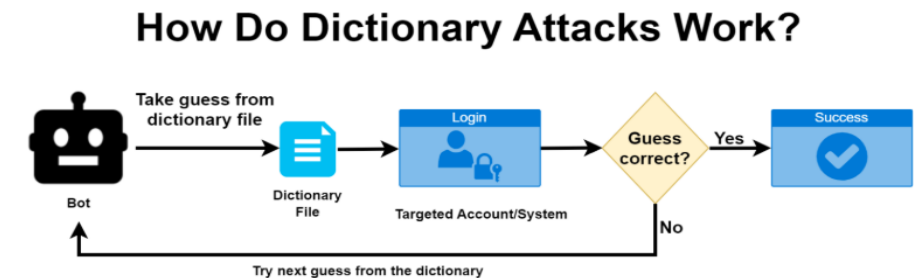 How Do Dictionary Attacks Work?
Take guess from
dictionary file
Login
Guess
correct?
Yes
Success
Bot
Dictionary
File
Targeted Account/System
No
Try next guess from the dictionary